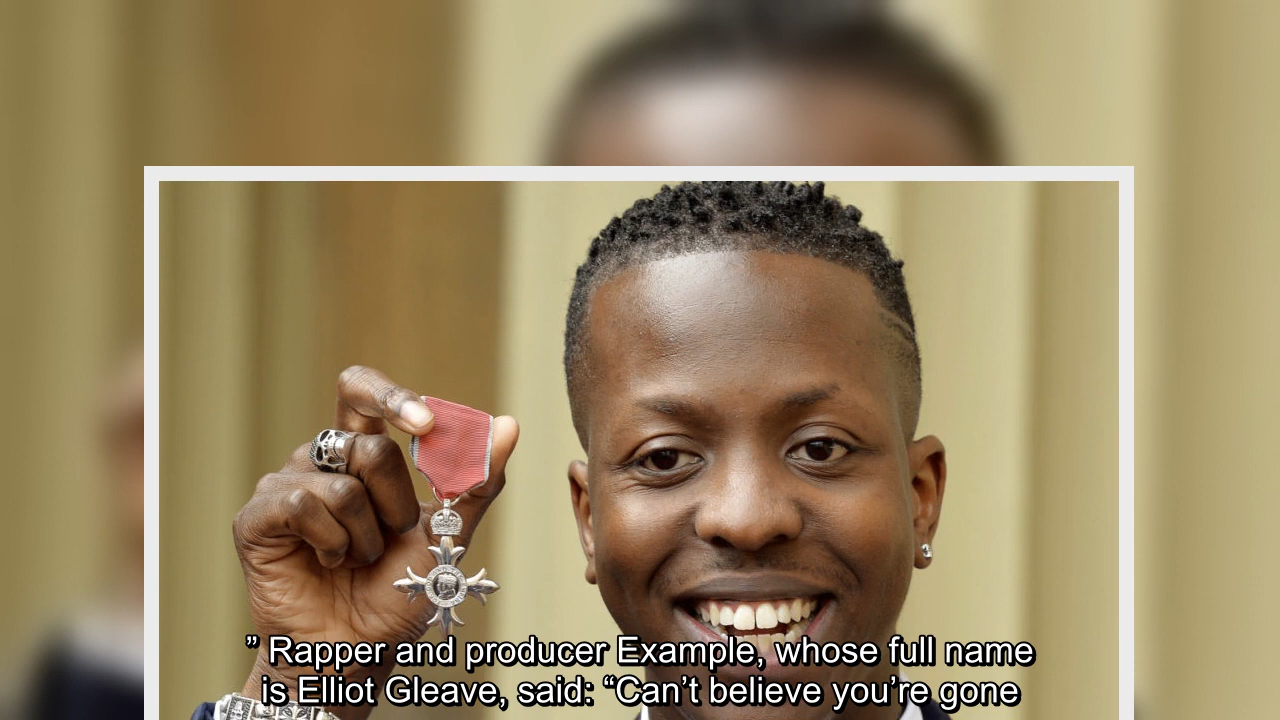 ” Rapper and producer Example, whose full name
is Elliot Gleave, said: “Can’t believe you’re gone